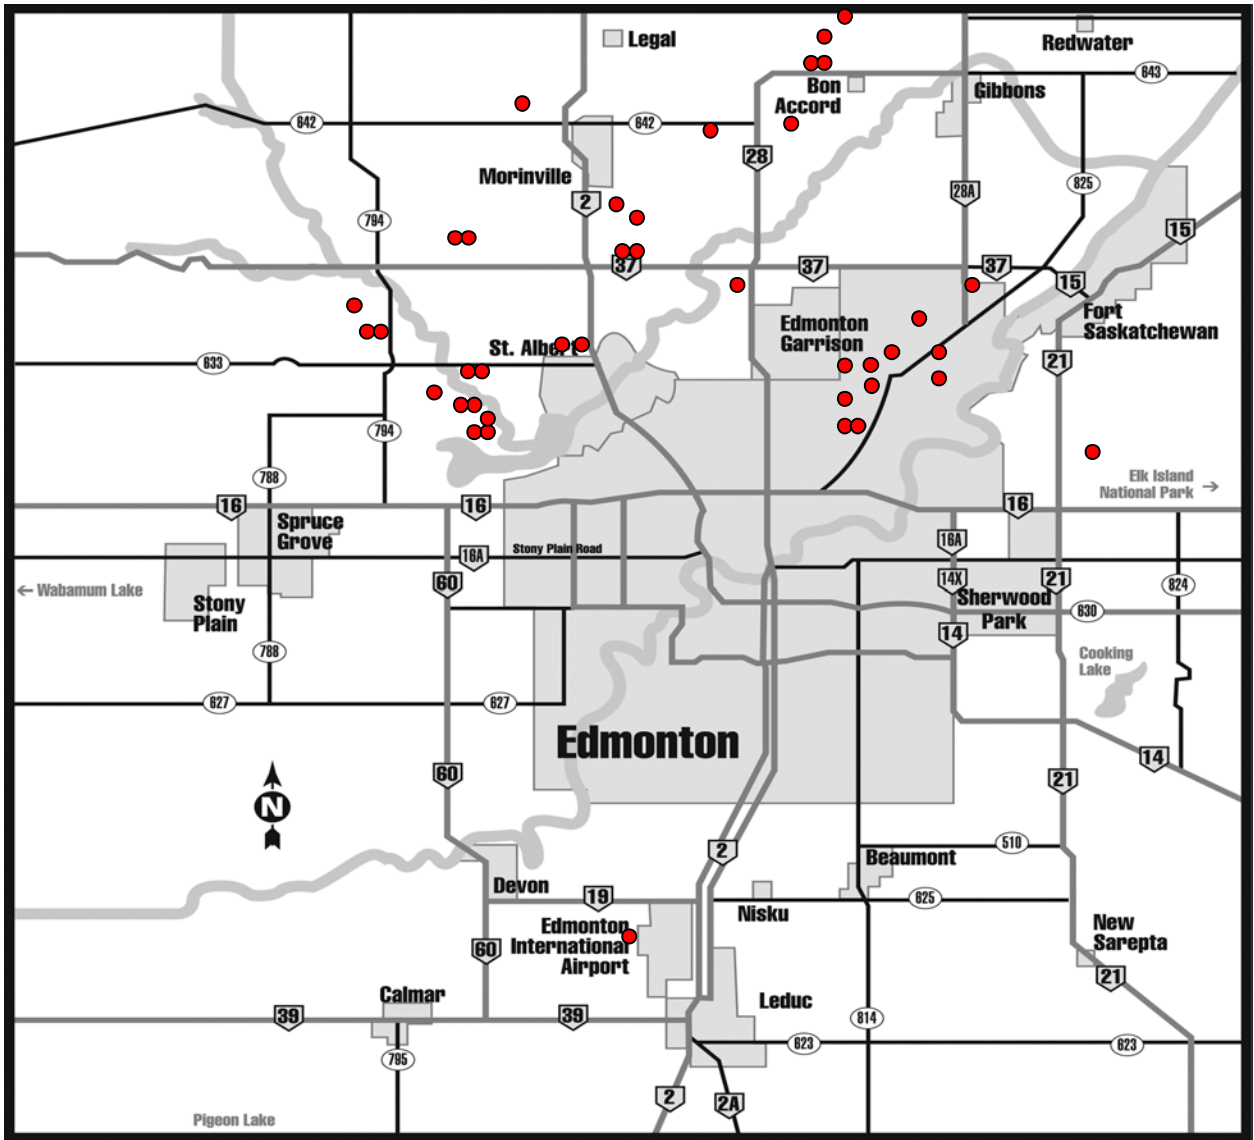 Legal
Redwater
643
Bon
Accord
Gibbons
642
642
28
Morinville
825
28A
2
794
15
37
37
37
15
Fort
Saskatchewan
Edmonton
Garrison
St. Albert
633
21
794
788
Elk Island
National Park
16
16
16
Spruce
Grove
16A
Stony Plain Road
16A
60
14X
21
824
Wabamum Lake
Stony
Plain
Sherwood
Park
630
14
788
Cooking
Lake
627
627
Edmonton
14
60
21
N
2
510
Beaumont
Devon
19
625
Nisku
Edmonton
International
Airport
60
New
Sarepta
21
Calmar
Leduc
39
39
814
795
623
623
2
2A
Pigeon Lake